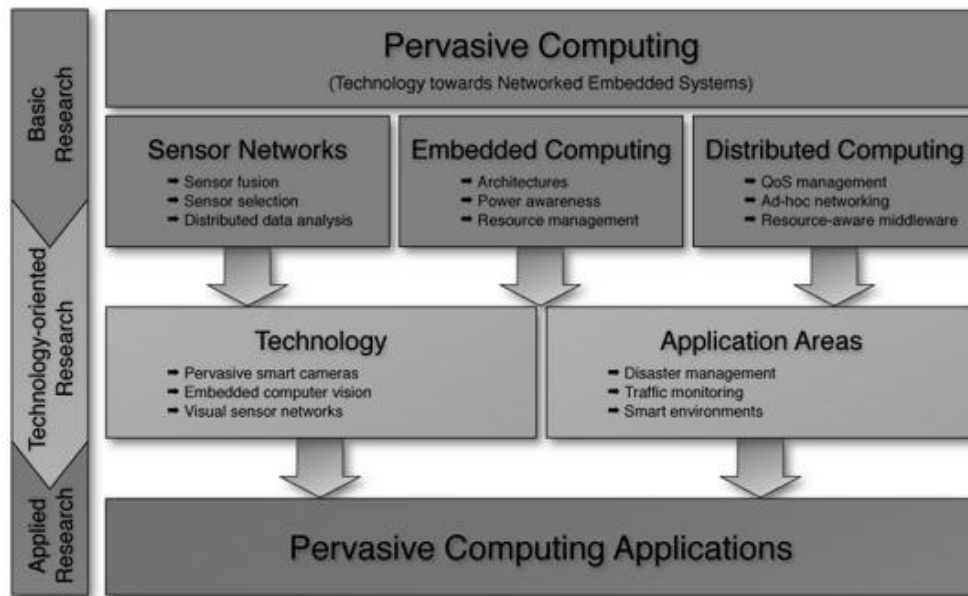 Pervasive Computing
(Technology towards Networked Embedded Systems)
Basic
Research
Sensor Networks
➡ Sensor fusion
➡ Sensor selection
➡ Distributed data analysis
Embedded Computing
➡ Architectures
➡ Power awareness
➡ Resource management
Distributed Computing
➡ QoS management
➡ Ad-hoc networking
➡ Resource-aware middleware
Technology-oriented
Research
Technology
➡ Pervasive smart cameras
➡ Embedded computer vision
➡ Visual sensor networks
Application Areas
➡ Disaster management
➡ Traffic monitoring
➡ Smart environments
Applied
Research
Pervasive Computing Applications